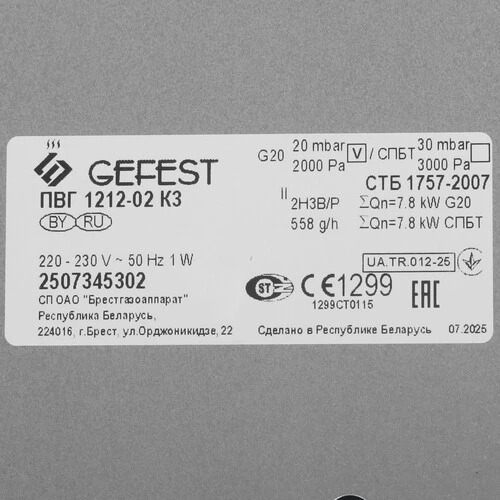 GEFEST
ПВГ 1212-02 К3
BY RU
220 - 230 V ~ 50 Hz 1 W
2507345302
СП ОАО "Брестгазоаппарат"
Республика Беларусь,
224016, г.Брест, ул.Орджоникидзе, 22
G20 20 mbar 2000 Pa V / СПБТ 30 mbar 3000 Pa
СТБ 1757-2007
II 2H3B/P ΣQn=7.8 kW G20
558 g/h ΣQn=7.8 kW СПБТ
UA.TR.012-25
ST CE1299 EAC
1299CT0115
Сделано в Республике Беларусь 07.2025